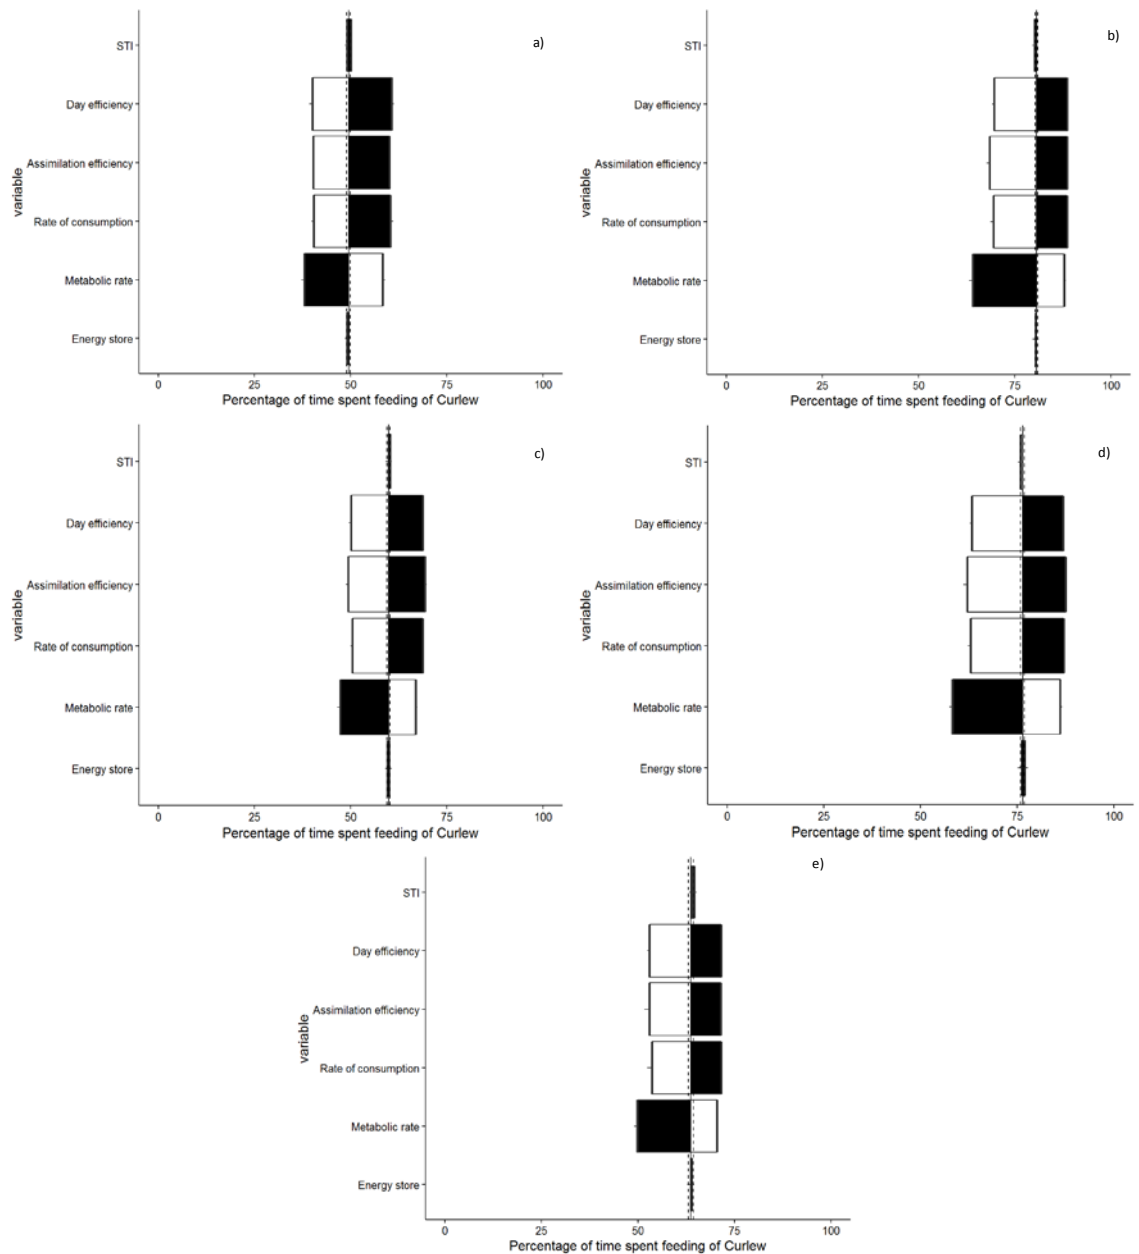 a)
STI
Day efficiency
Assimilation efficiency
Rate of consumption
Metabolic rate
Energy store
variable
0 25 50 75 100
Percentage of time spent feeding of Curlew
b)
STI
Day efficiency
Assimilation efficiency
Rate of consumption
Metabolic rate
Energy store
variable
0 25 50 75 100
Percentage of time spent feeding of Curlew
c)
STI
Day efficiency
Assimilation efficiency
Rate of consumption
Metabolic rate
Energy store
variable
0 25 50 75 100
Percentage of time spent feeding of Curlew
d)
STI
Day efficiency
Assimilation efficiency
Rate of consumption
Metabolic rate
Energy store
variable
0 25 50 75 100
Percentage of time spent feeding of Curlew
e)
STI
Day efficiency
Assimilation efficiency
Rate of consumption
Metabolic rate
Energy store
variable
0 25 50 75 100
Percentage of time spent feeding of Curlew